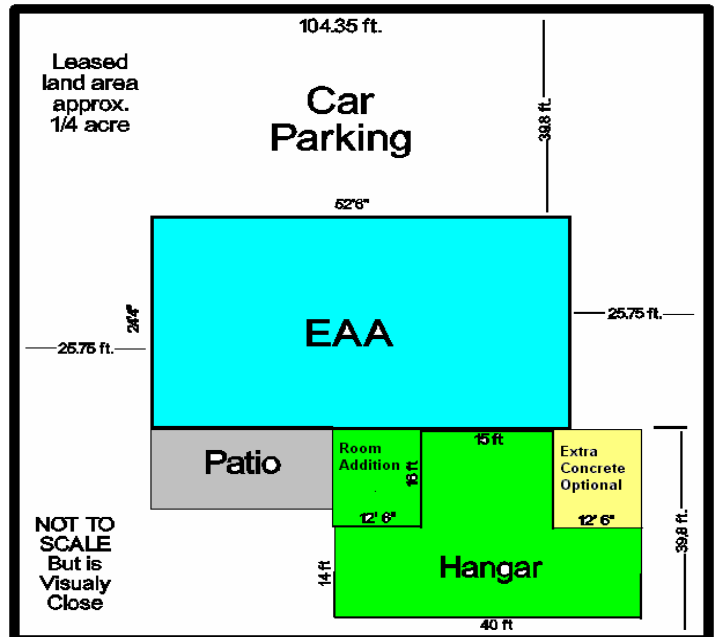 104.35 ft.
Leased
land area
approx.
1/4 acre
Car
Parking
39.8 ft.
52'6"
24'4"
EAA
25.75 ft.
25.75 ft.
Patio
Room
Addition
16 ft
15 ft
Extra
Concrete
Optional
12' 6"
12' 6"
39.8 ft.
NOT TO
SCALE
But is
Visualy
Close
14 ft
Hangar
40 ft